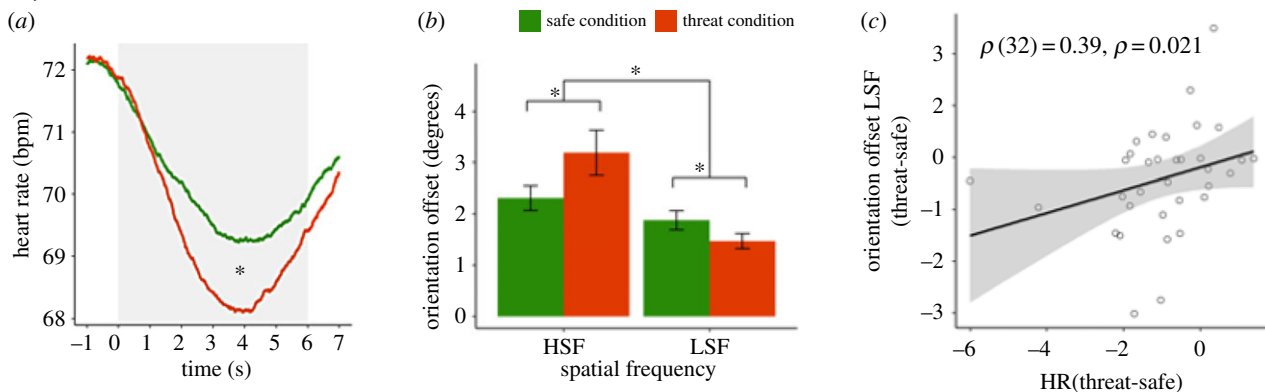 (a)
heart rate (bpm)
72
71
70
69
68
–1 0 1 2 3 4 5 6 7
time (s)
*
(b)
safe condition threat condition
orientation offset (degrees)
4
3
2
1
0
*
*
*
HSF LSF
spatial frequency
(c)
orientation offset LSF
(threat-safe)
3
2
–0
–1
–2
–3
ρ (32) = 0.39, ρ = 0.021
–6 –4 –2 0
HR(threat-safe)